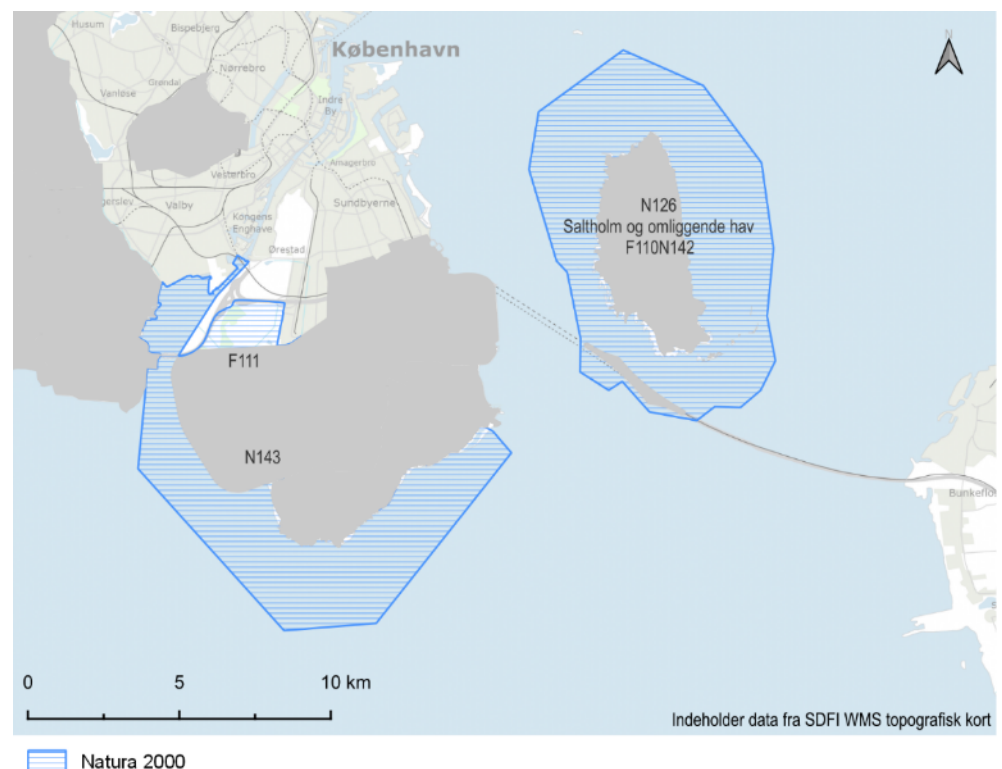 Husum
Bispebjerg
København
N
Nørrebro
Grøndal
Vanløse
Indre
By
Amagerbro
Vesterbro
Valby
Sundbyerne
Kongens
Enghave
Ørestad
N126
Saltholm og omliggende hav
F110N142
F111
N143
0 5 10 km
Indeholder data fra SDFI WMS topografisk kort
Natura 2000